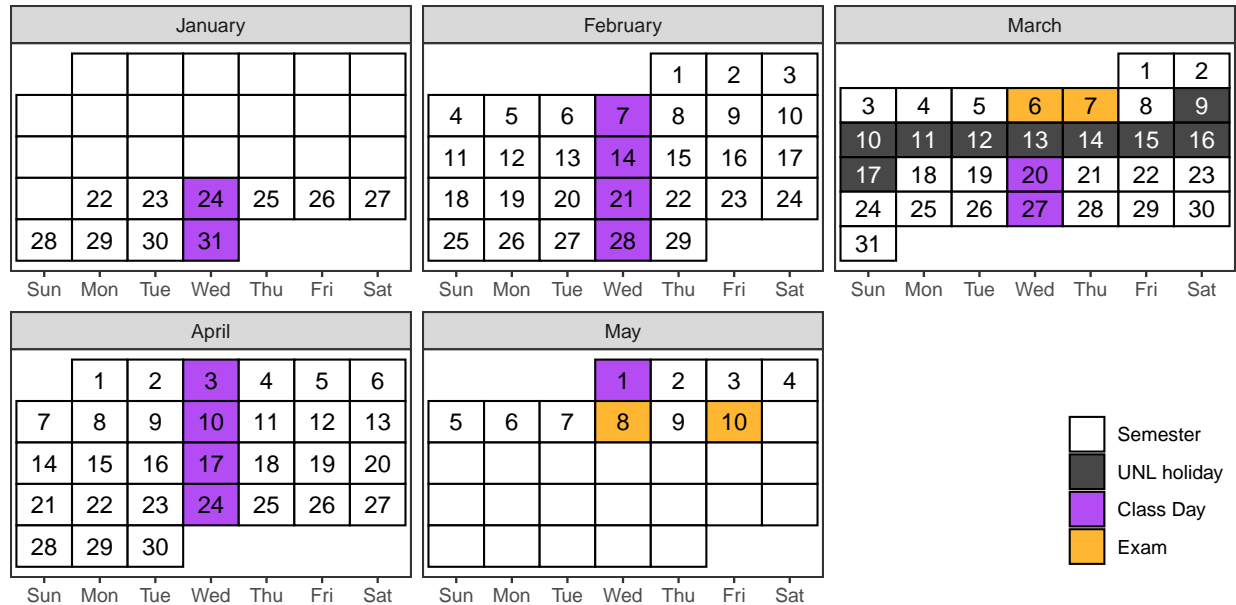 January
22 23 24 25 26 27
28 29 30 31
Sun Mon Tue Wed Thu Fri Sat
February
1 2 3
4 5 6 7 8 9 10
11 12 13 14 15 16 17
18 19 20 21 22 23 24
25 26 27 28 29
Sun Mon Tue Wed Thu Fri Sat
March
1 2
3 4 5 6 7 8 9
10 11 12 13 14 15 16
17 18 19 20 21 22 23
24 25 26 27 28 29 30
31
Sun Mon Tue Wed Thu Fri Sat
April
1 2 3 4 5 6
7 8 9 10 11 12 13
14 15 16 17 18 19 20
21 22 23 24 25 26 27
28 29 30
Sun Mon Tue Wed Thu Fri Sat
May
1 2 3 4
5 6 7 8 9 10
Sun Mon Tue Wed Thu Fri Sat
Semester
UNL holiday
Class Day
Exam